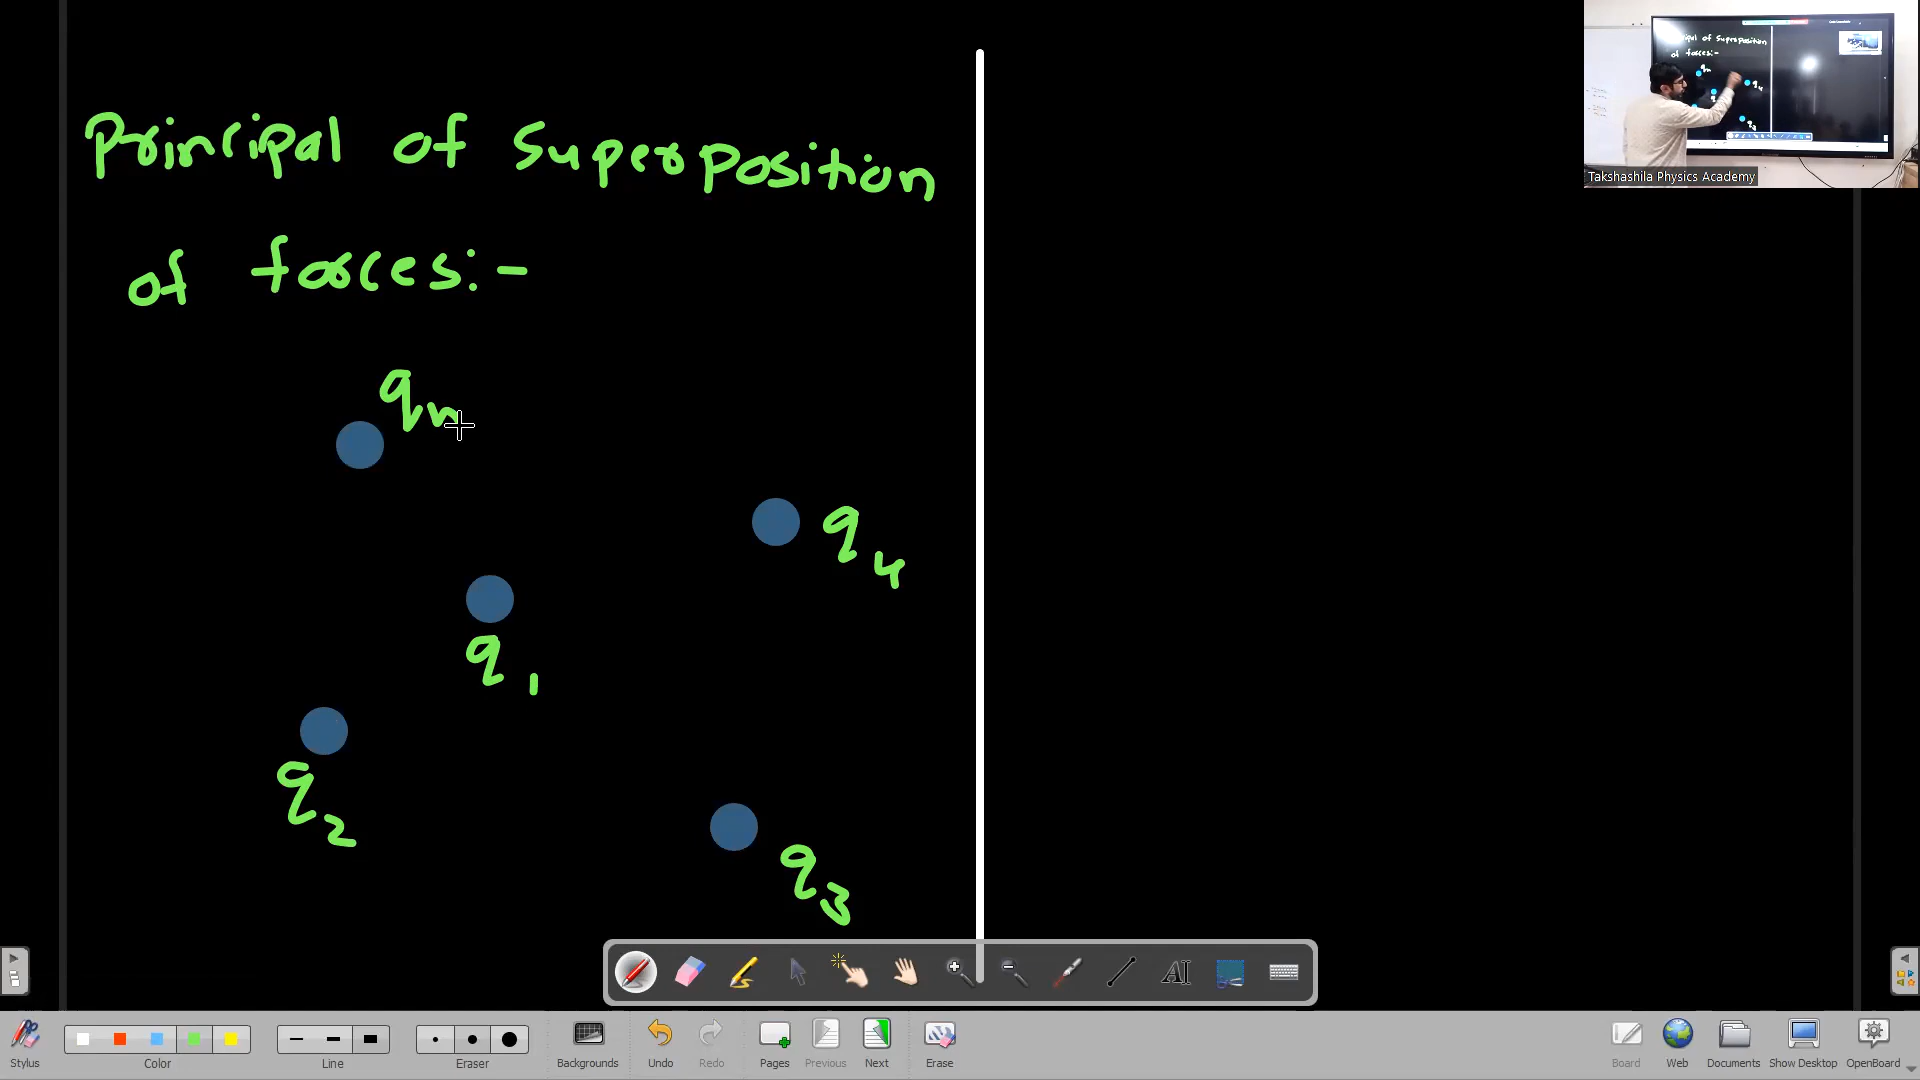 Principal of Superposition
of forces:-
qn
q4
q1
q2
q3
Takshashila Physics Academy
Stylus
Color
Line
Eraser
Backgrounds
Undo
Redo
Pages
Previous
Next
Erase
Board
Web
Documents
Show Desktop
OpenBoard